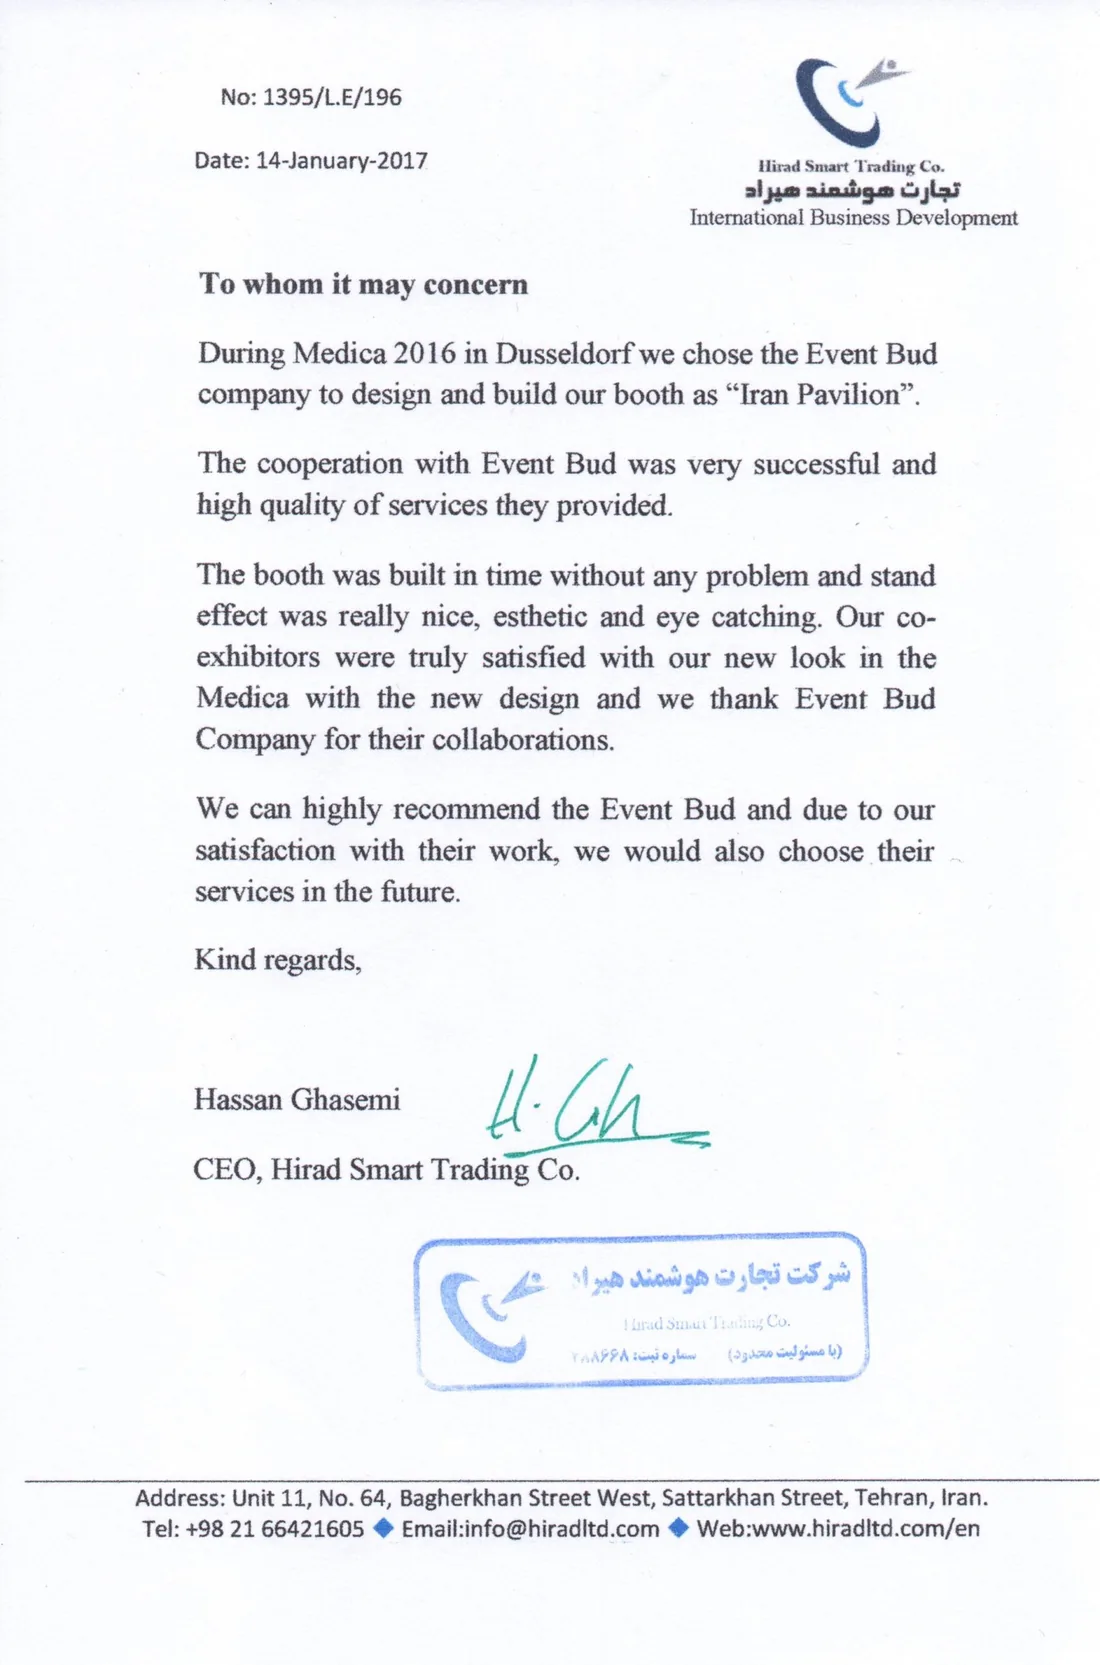 No: 1395/L.E/196
Date: 14-January-2017
Hirad Smart Trading Co.
تجارت هوشمند هیراد
International Business Development
To whom it may concern
During Medica 2016 in Dusseldorf we chose the Event Bud
company to design and build our booth as “Iran Pavilion”.
The cooperation with Event Bud was very successful and
high quality of services they provided.
The booth was built in time without any problem and stand
effect was really nice, esthetic and eye catching. Our co-
exhibitors were truly satisfied with our new look in the
Medica with the new design and we thank Event Bud
Company for their collaborations.
We can highly recommend the Event Bud and due to our
satisfaction with their work, we would also choose their
services in the future.
Kind regards,
Hassan Ghasemi
H. Gh
CEO, Hirad Smart Trading Co.
شرکت تجارت هوشمند هیراد
Hirad Smart Trading Co.
(با مسئولیت محدود) شماره ثبت:
Address: Unit 11, No. 64, Bagherkhan Street West, Sattarkhan Street, Tehran, Iran.
Tel: +98 21 66421605 ◆ Email:info@hiradltd.com ◆ Web:www.hiradltd.com/en